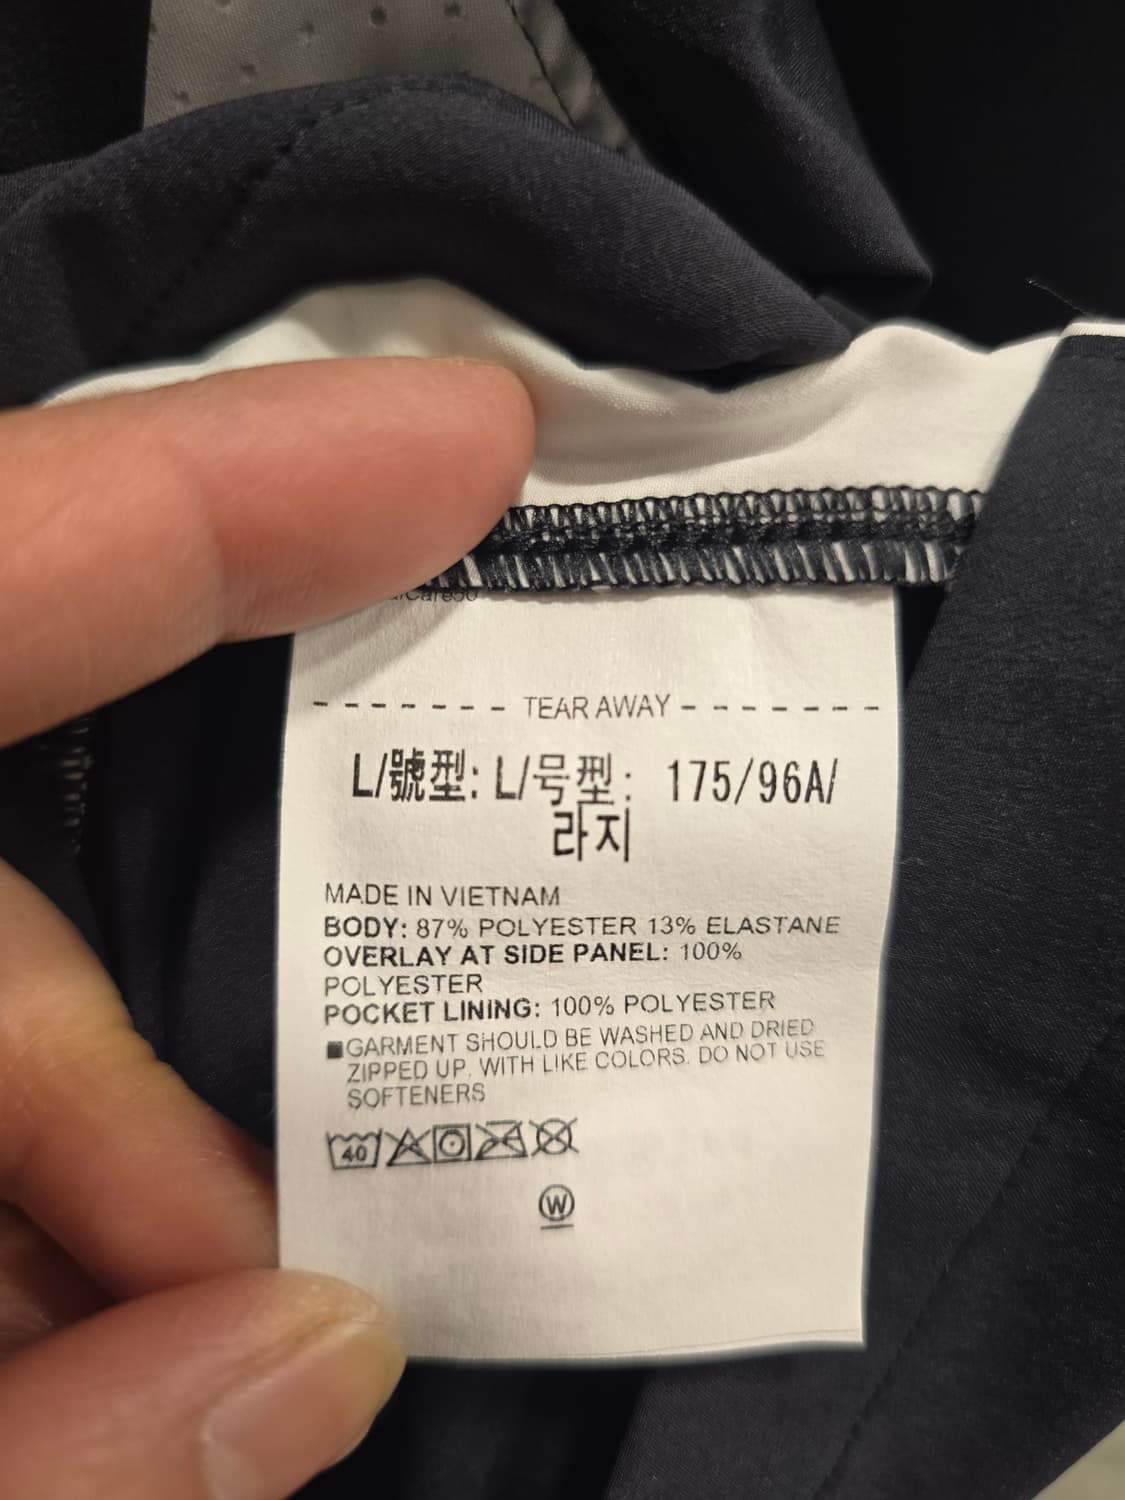 - - - - - - - TEAR AWAY - - - - - - -
L/號型: L/号型: 175/96A/
라지
MADE IN VIETNAM
BODY: 87% POLYESTER 13% ELASTANE
OVERLAY AT SIDE PANEL: 100%
POLYESTER
POCKET LINING: 100% POLYESTER
■GARMENT SHOULD BE WASHED AND DRIED
ZIPPED UP, WITH LIKE COLORS. DO NOT USE
SOFTENERS
40
W